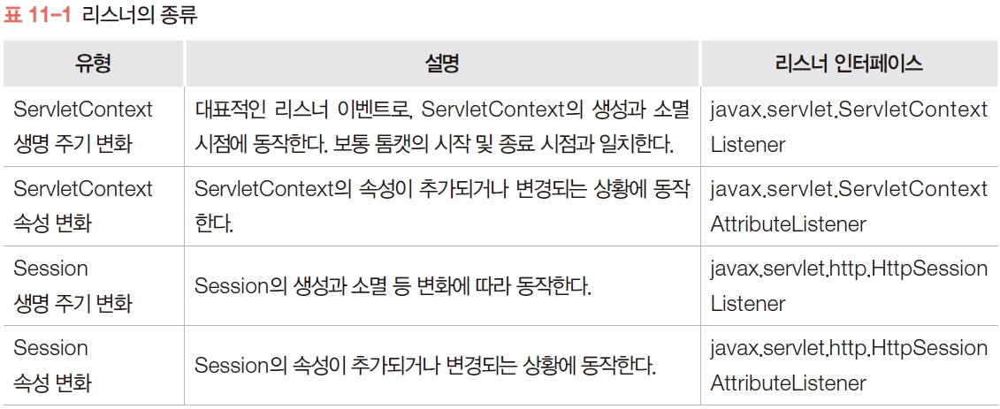 표 11-1 리스너의 종류
유형 설명 리스너 인터페이스
ServletContext
생명 주기 변화
대표적인 리스너 이벤트로, ServletContext의 생성과 소멸
시점에 동작한다. 보통 톰캣의 시작 및 종료 시점과 일치한다.
javax.servlet.ServletContext
Listener
ServletContext
속성 변화
ServletContext의 속성이 추가되거나 변경되는 상황에 동작
한다.
javax.servlet.ServletContext
AttributeListener
Session
생명 주기 변화
Session의 생성과 소멸 등 변화에 따라 동작한다.
javax.servlet.http.HttpSession
Listener
Session
속성 변화
Session의 속성이 추가되거나 변경되는 상황에 동작한다.
javax.servlet.http.HttpSession
AttributeListener